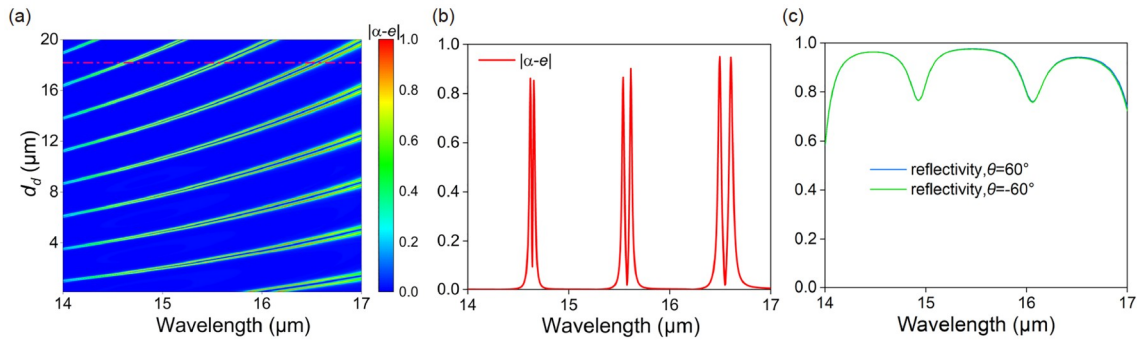 (a)
|α-e|
20
16
12
8
4
d_d (μm)
14 15 16 17
Wavelength (μm)
1.0
0.8
0.6
0.4
0.2
0.0
(b)
1.0
0.8
0.6
0.4
0.2
0.0
|α-e|
14 15 16 17
Wavelength (μm)
(c)
1.0
0.8
0.6
0.4
0.2
0.0
reflectivity,θ=60°
reflectivity,θ=-60°
14 15 16 17
Wavelength (μm)